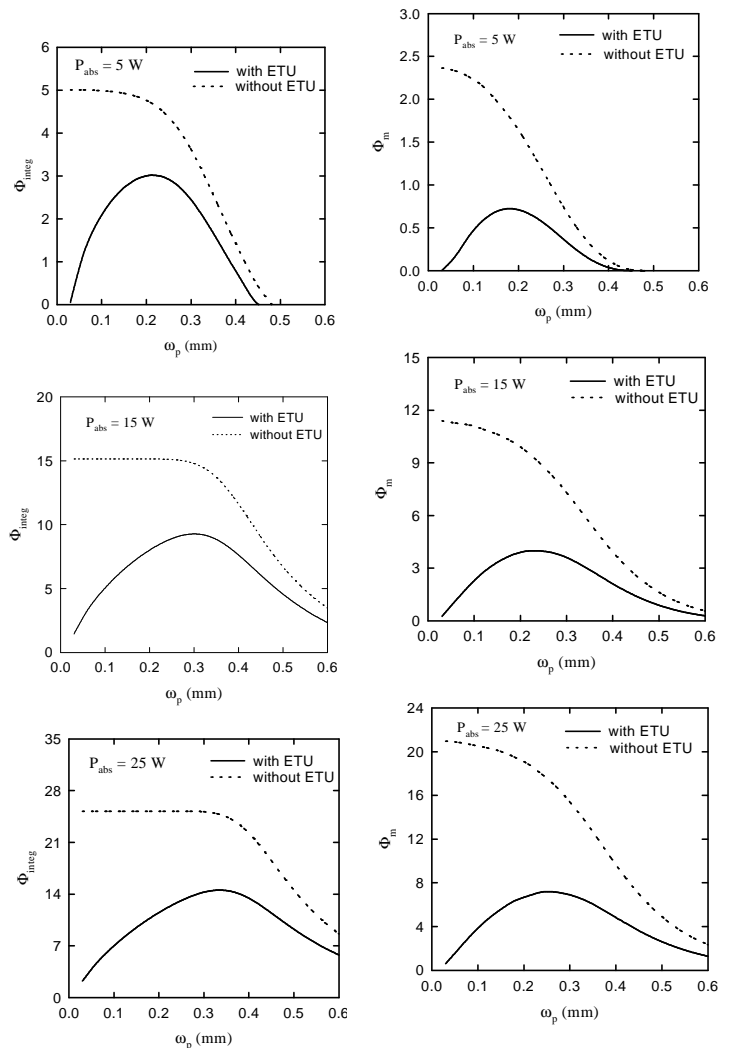 P_abs = 5 W
with ETU
without ETU
Φ_integ
6
5
4
3
2
1
0
0.0 0.1 0.2 0.3 0.4 0.5 0.6
ω_p (mm)
P_abs = 5 W
with ETU
without ETU
Φ_m
3.0
2.5
2.0
1.5
1.0
0.5
0.0
0.0 0.1 0.2 0.3 0.4 0.5 0.6
ω_p (mm)
P_abs = 15 W
with ETU
without ETU
Φ_integ
20
15
10
5
0
0.0 0.1 0.2 0.3 0.4 0.5 0.6
ω_p (mm)
P_abs = 15 W
with ETU
without ETU
Φ_m
15
12
9
6
3
0
0.0 0.1 0.2 0.3 0.4 0.5 0.6
ω_p (mm)
P_abs = 25 W
with ETU
without ETU
Φ_integ
35
28
21
14
7
0
0.0 0.1 0.2 0.3 0.4 0.5 0.6
ω_p (mm)
P_abs = 25 W
with ETU
without ETU
Φ_m
24
20
16
12
8
4
0
0.0 0.1 0.2 0.3 0.4 0.5 0.6
ω_p (mm)